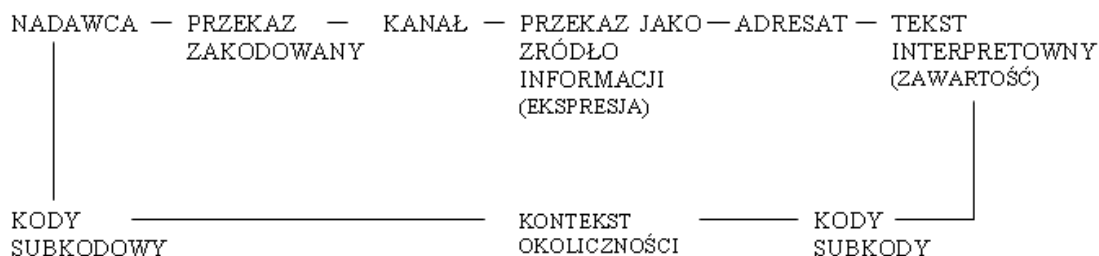 NADAWCA — PRZEKAZ — KANAŁ — PRZEKAZ JAKO — ADRESAT — TEKST
ZAKODOWANY ZRÓDŁO INTERPRETOWNY
INFORMACJI (ZAWARTOŚĆ)
(EKSPRESJA)
KODY KONTEKST KODY
SUBKODOWY OKOLICZNOŚCI SUBKODY